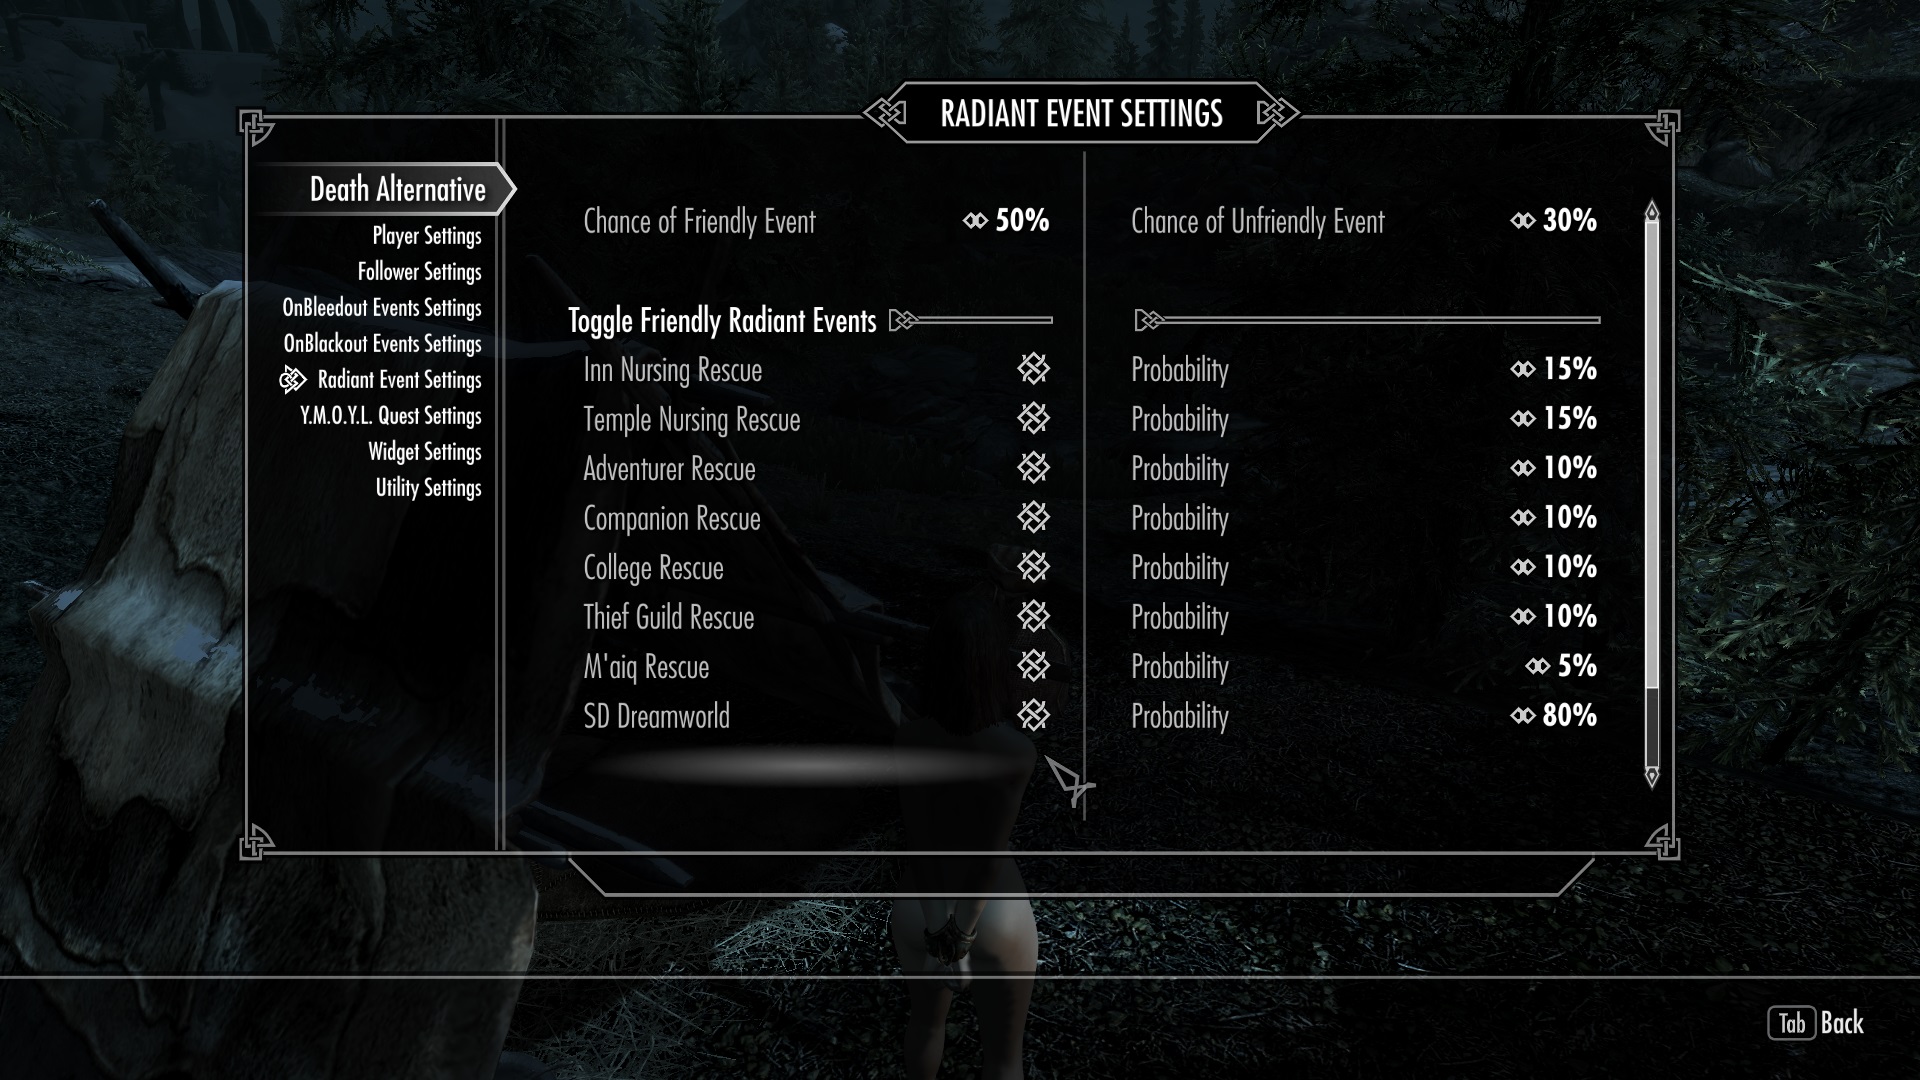 RADIANT EVENT SETTINGS
Death Alternative
Player Settings
Follower Settings
OnBleedout Events Settings
OnBlackout Events Settings
Radiant Event Settings
Y.M.O.Y.L. Quest Settings
Widget Settings
Utility Settings
Chance of Friendly Event 50% Chance of Unfriendly Event 30%
Toggle Friendly Radiant Events
Inn Nursing Rescue Probability 15%
Temple Nursing Rescue Probability 15%
Adventurer Rescue Probability 10%
Companion Rescue Probability 10%
College Rescue Probability 10%
Thief Guild Rescue Probability 10%
M'aiq Rescue Probability 5%
SD Dreamworld Probability 80%
Tab Back